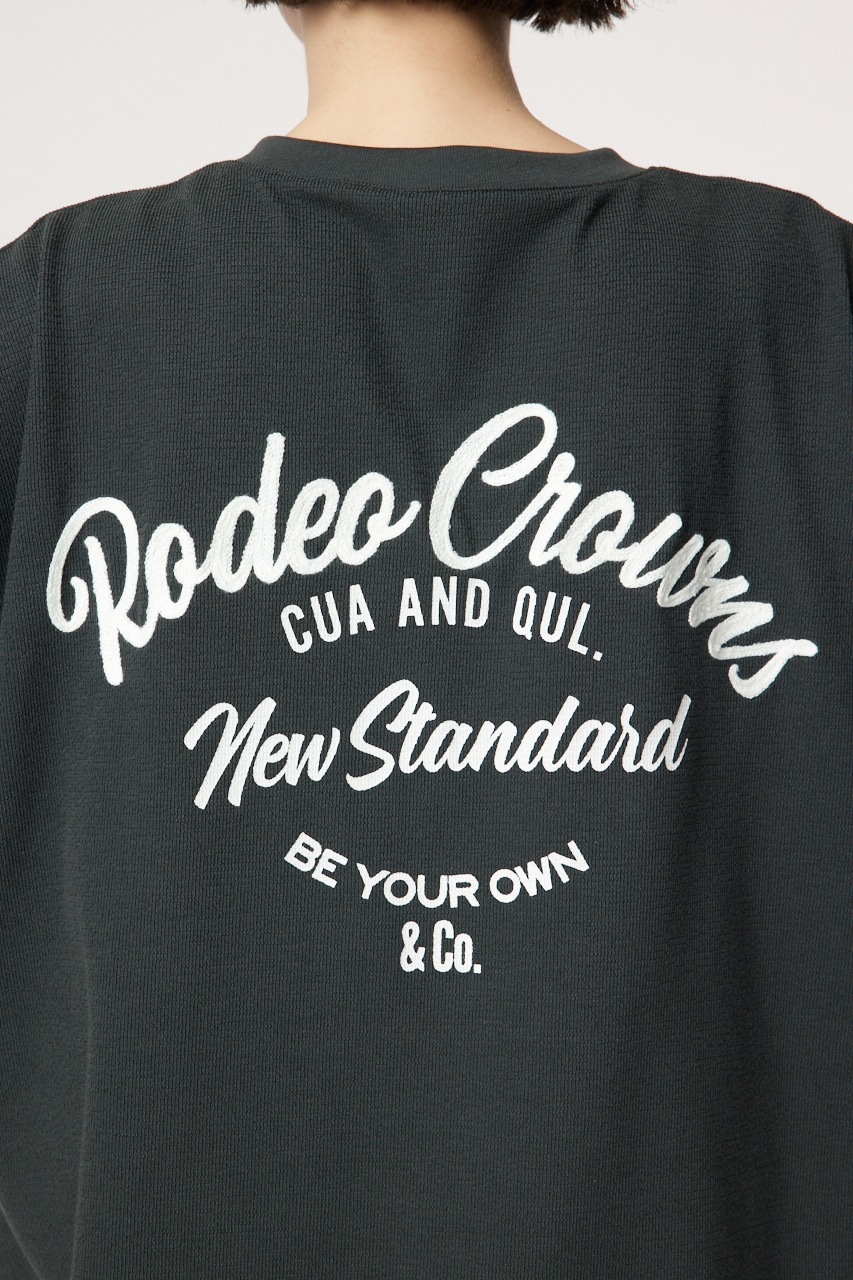 Rodeo Crowns
CUA AND QUL.
New Standard
BE YOUR OWN
& Co.